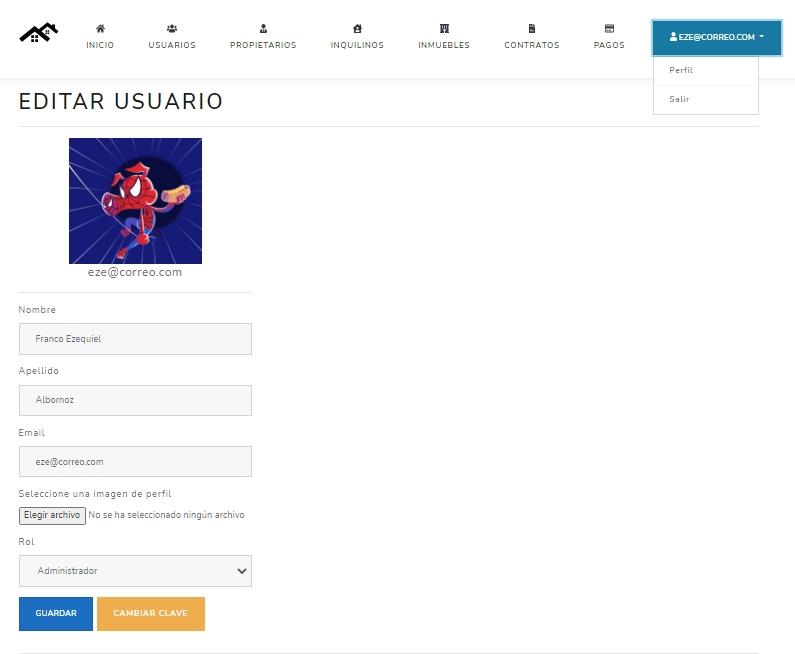 INICIO
USUARIOS
PROPIETARIOS
INQUILINOS
INMUEBLES
CONTRATOS
PAGOS
EZE@CORREO.COM
Perfil
Salir
EDITAR USUARIO
eze@correo.com
Nombre
Franco Ezequiel
Apellido
Albornoz
Email
eze@correo.com
Seleccione una imagen de perfil
Elegir archivo No se ha seleccionado ningún archivo
Rol
Administrador
GUARDAR CAMBIAR CLAVE